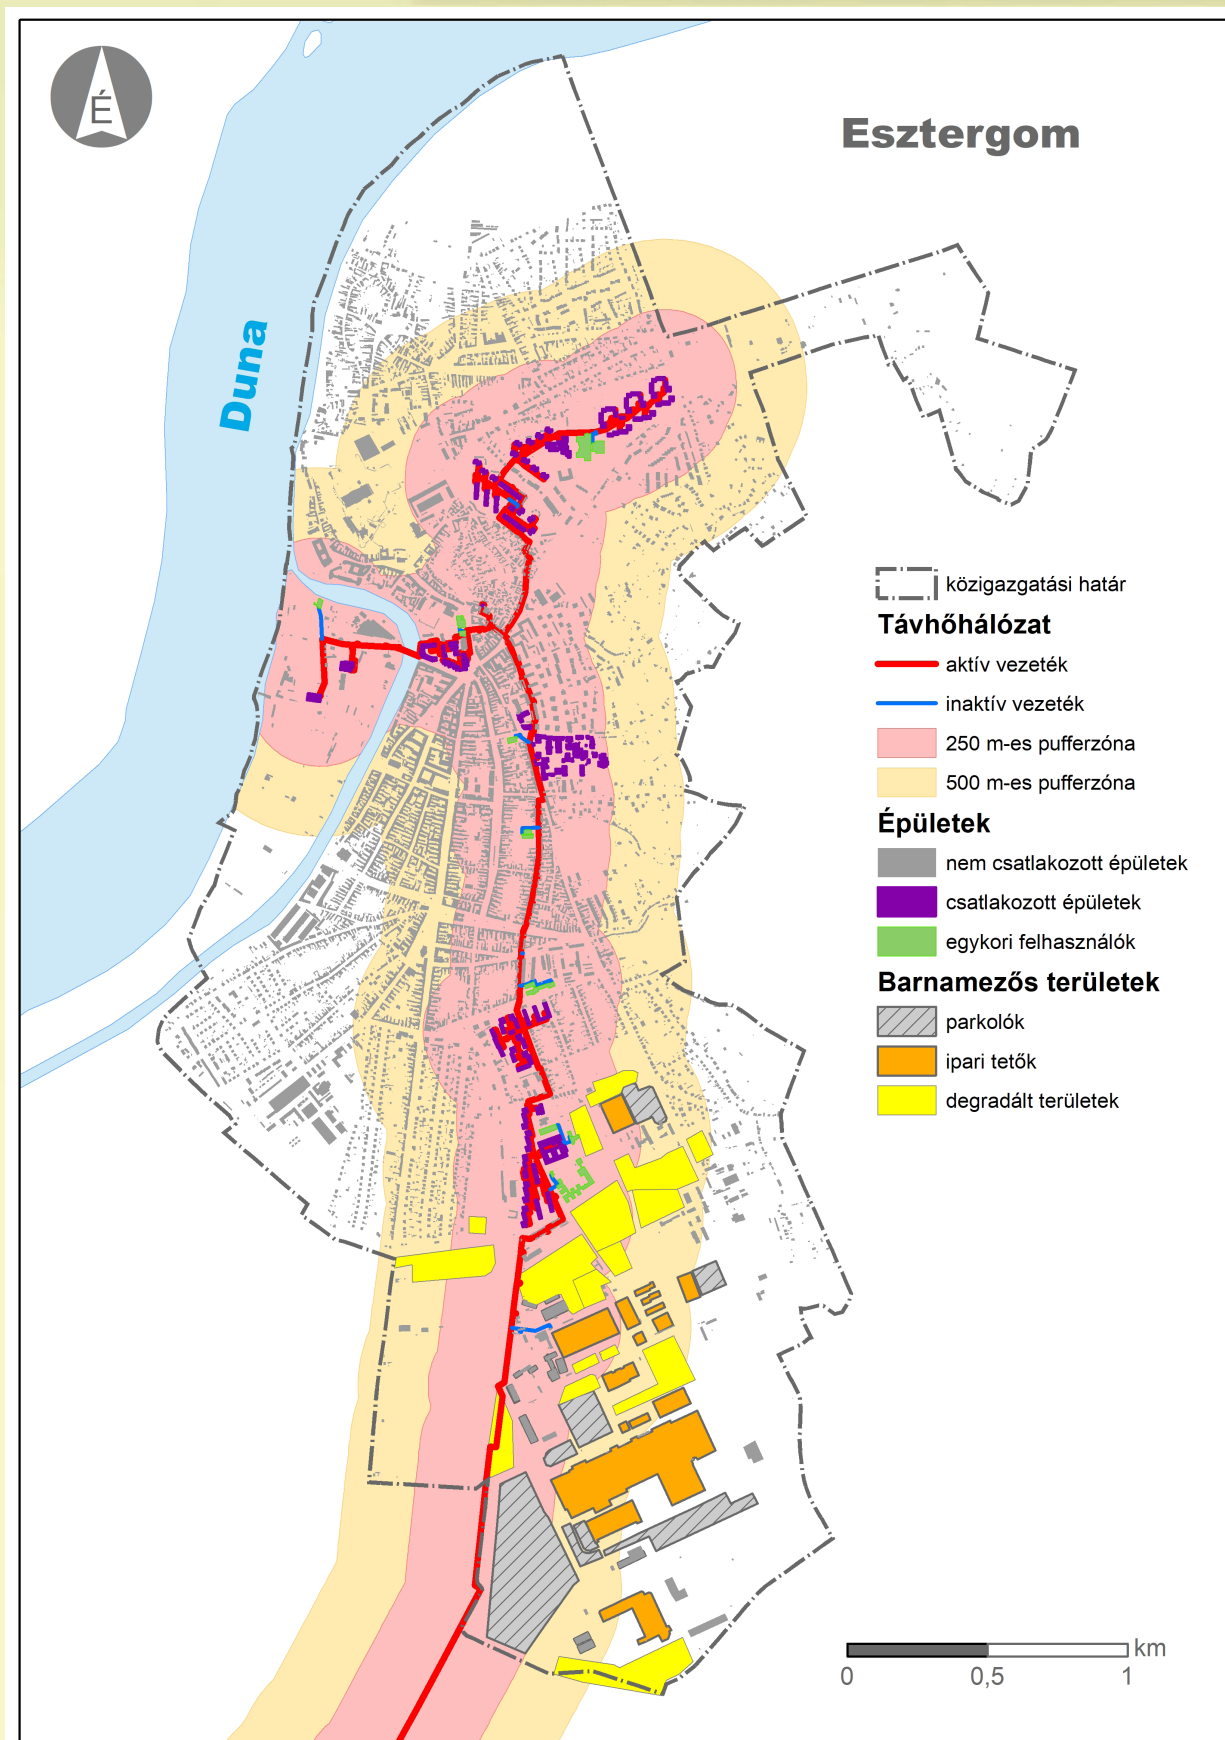 É
Esztergom
Duna
közigazgatási határ
Távhőhálózat
aktív vezeték
inaktív vezeték
250 m-es pufferzóna
500 m-es pufferzóna
Épületek
nem csatlakozott épületek
csatlakozott épületek
egykori felhasználók
Barnamezős területek
parkolók
ipari tetők
degradált területek
km
0 0,5 1